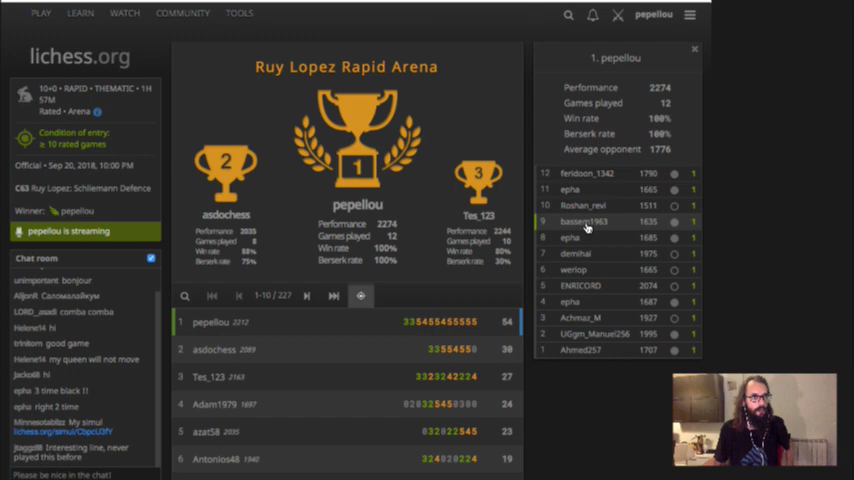 PLAY LEARN WATCH COMMUNITY TOOLS pepellou
lichess.org
10+0 • RAPID • THEMATIC • 1H
57M
Rated • Arena
Condition of entry:
≥ 10 rated games
Official • Sep 20, 2018, 10:00 PM
C63 Ruy Lopez: Schliemann Defence
Winner: pepellou
pepellou is streaming
Chat room
unimportant bonjour
AlijonR Саломалайкум
LORD_asdi comba comba
Helene14 hi
trinitom good game
Helene14 my queen will not move
Jacko68 hi
epha 3 time black !!
epha right 2 time
Minnesotablizz My simul
lichess.org/simul/CbpcU3fY
jtaggz88 Interesting line, never
played this before
Please be nice in the chat!
Ruy Lopez Rapid Arena
2
asdochess
Performance 2035
Games played 8
Win rate 88%
Berserk rate 75%
1
pepellou
Performance 2274
Games played 12
Win rate 100%
Berserk rate 100%
3
Tes_123
Performance 2244
Games played 10
Win rate 80%
Berserk rate 30%
1-10 / 227
1 pepellou 2212 335455455555 54
2 asdochess 2089 33554550 30
3 Tes_123 2163 3323242224 27
4 Adam1979 1697 24
5 azat58 2035 032022545 23
6 Antonios48 1940 324020224 19
1. pepellou
Performance 2274
Games played 12
Win rate 100%
Berserk rate 100%
Average opponent 1776
12 feridoon_1342 1790 1
11 epha 1665 1
10 Roshan_revi 1511 1
9 bassem1963 1635 1
8 epha 1685 1
7 demihai 1975 1
6 weriop 1665 1
5 ENRICORD 2074 1
4 epha 1687 1
3 Achmaz_M 1927 1
2 UGgm_Manuel256 1995 1
1 Ahmed257 1707 1